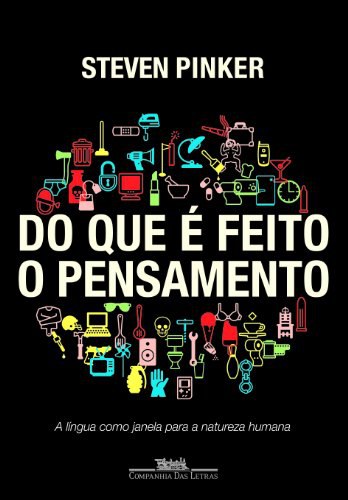 STEVEN PINKER
DO QUE É FEITO
O PENSAMENTO
A língua como janela para a natureza humana
COMPANHIA DAS LETRAS